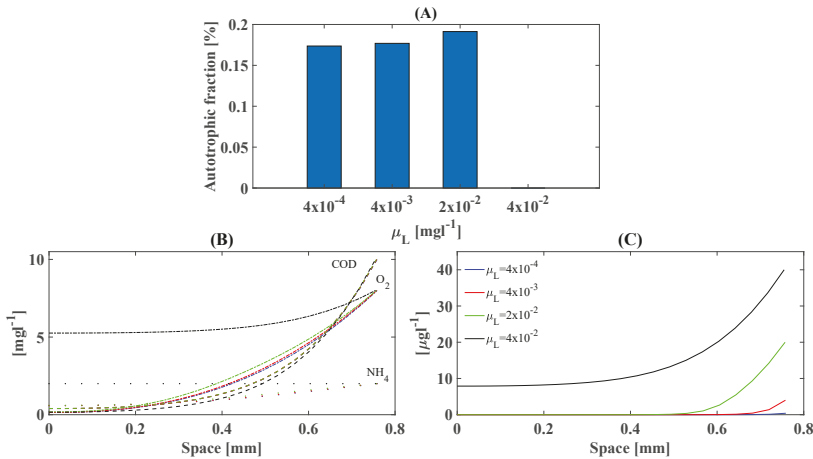 (A)
Autotrophic fraction [%]
0.2
0.15
0.1
0.05
0
4x10-4
4x10-3
2x10-2
4x10-2
μL [mgl-1]
(B)
[mgl-1]
10
5
0
COD
O2
NH4
0
0.2
0.4
0.6
0.8
Space [mm]
(C)
[μgl-1]
40
30
20
10
0
μL=4x10-4
μL=4x10-3
μL=2x10-2
μL=4x10-2
0
0.2
0.4
0.6
0.8
Space [mm]